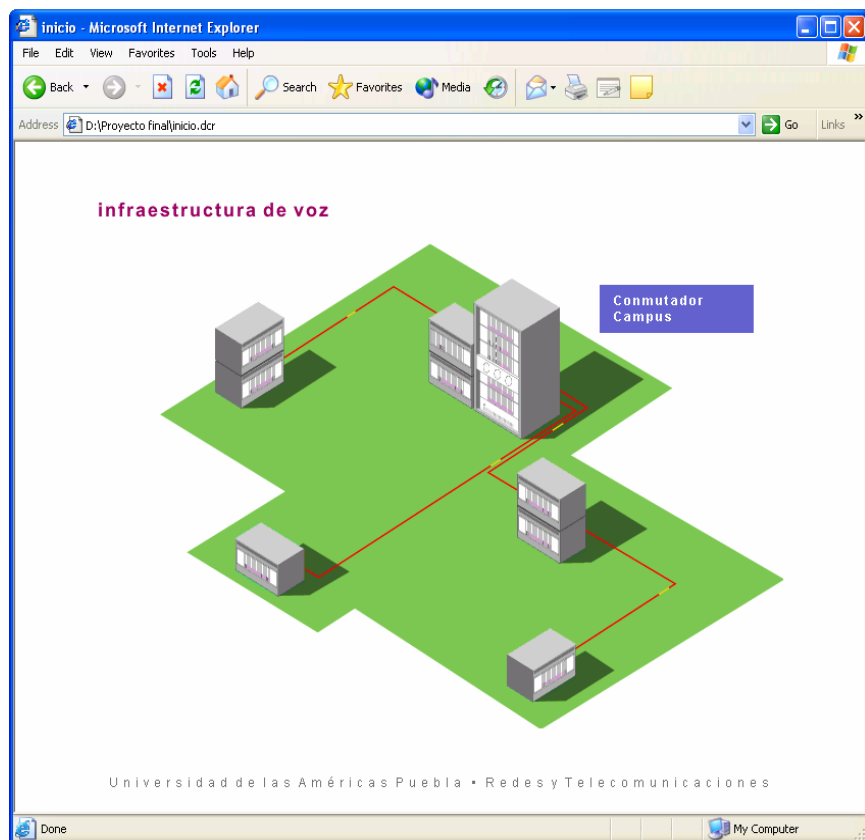 inicio - Microsoft Internet Explorer
File Edit View Favorites Tools Help
Back Search Favorites Media
Address D:\Proyecto final\inicio.dcr Go Links »
infraestructura de voz
Conmutador
Campus
Universidad de las Américas Puebla • Redes y Telecomunicaciones
Done My Computer